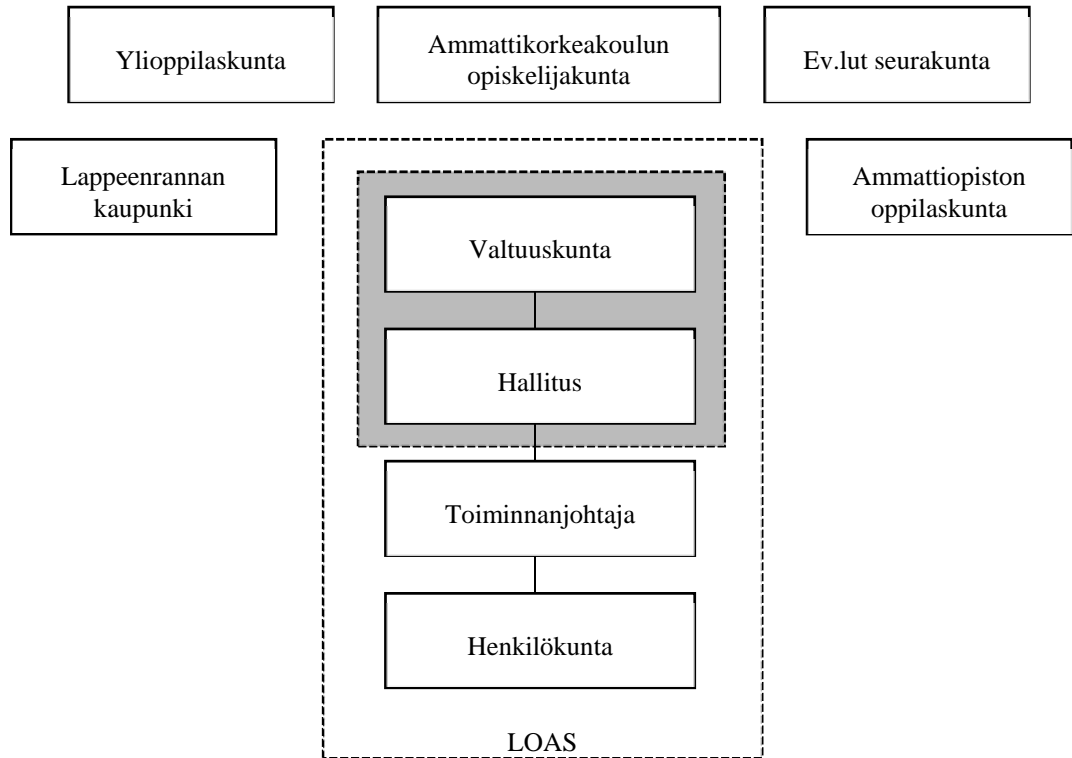 Ylioppilaskunta
Ammattikorkeakoulun
opiskelijakunta
Ev.lut seurakunta
Lappeenrannan
kaupunki
Ammattiopiston
oppilaskunta
Valtuuskunta
Hallitus
Toiminnanjohtaja
Henkilökunta
LOAS